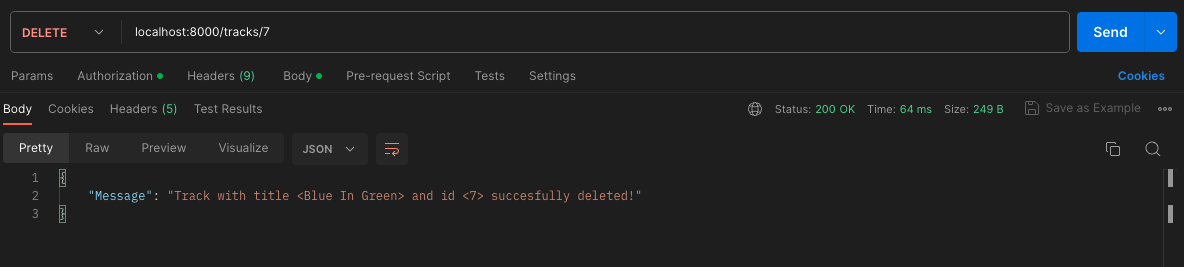 DELETE localhost:8000/tracks/7 Send
Params Authorization Headers (9) Body Pre-request Script Tests Settings Cookies
Body Cookies Headers (5) Test Results Status: 200 OK Time: 64 ms Size: 249 B Save as Example
Pretty Raw Preview Visualize JSON
1 {
2 "Message": "Track with title <Blue In Green> and id <7> succesfully deleted!"
3 }